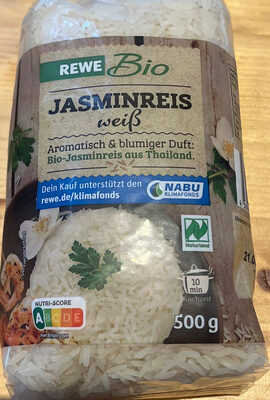 REWE Bio
JASMINREIS
weiß
Aromatisch & blumiger Duft:
Bio-Jasminreis aus Thailand.
Dein Kauf unterstützt den
rewe.de/klimafonds
NABU
KLIMAFONDS
Naturland
10
min
Kochzeit
NUTRI-SCORE
ABCDE
500 g